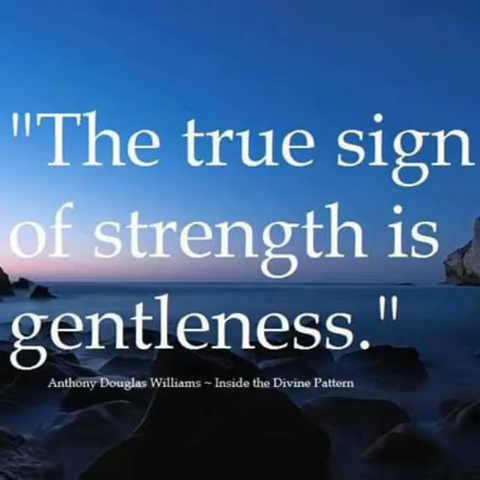 "The true sign
of strength is
gentleness."
Anthony Douglas Williams ~ Inside the Divine Pattern